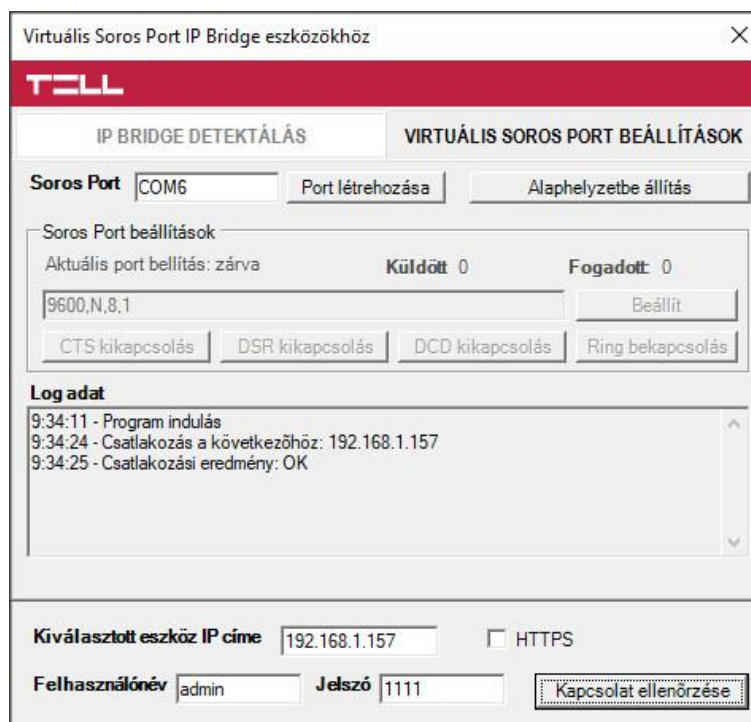 Virtuális Soros Port IP Bridge eszközökhöz
TELL
IP BRIDGE DETEKTÁLÁS VIRTUÁLIS SOROS PORT BEÁLLÍTÁSOK
Soros Port COM6 Port létrehozása Alaphelyzetbe állítás
Soros Port beállítások
Aktuális port bellítás: zárva Küldött 0 Fogadott: 0
9600,N,8,1 Beállít
CTS kikapcsolás DSR kikapcsolás DCD kikapcsolás Ring bekapcsolás
Log adat
9:34:11 - Program indulás
9:34:24 - Csatlakozás a következőhöz: 192.168.1.157
9:34:25 - Csatlakozási eredmény: OK
Kiválasztott eszköz IP címe 192.168.1.157 HTTPS
Felhasználónév admin Jelszó 1111 Kapcsolat ellenőrzése